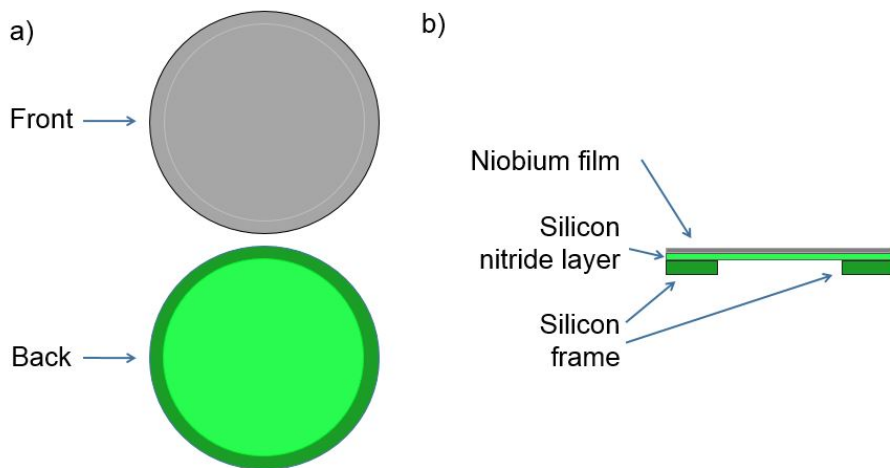 a)
Front
Back
b)
Niobium film
Silicon
nitride layer
Silicon
frame